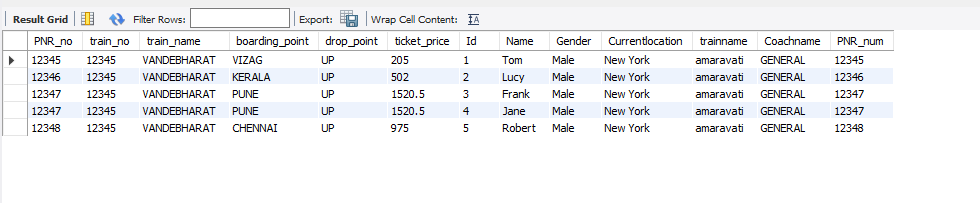 Result Grid Filter Rows: Export: Wrap Cell Content: IA
PNR_no train_no train_name boarding_point drop_point ticket_price Id Name Gender Currentlocation trainname Coachname PNR_num
12345 12345 VANDEBHARAT VIZAG UP 205 1 Tom Male New York amaravati GENERAL 12345
12346 12345 VANDEBHARAT KERALA UP 502 2 Lucy Male New York amaravati GENERAL 12346
12347 12345 VANDEBHARAT PUNE UP 1520.5 3 Frank Male New York amaravati GENERAL 12347
12347 12345 VANDEBHARAT PUNE UP 1520.5 4 Jane Male New York amaravati GENERAL 12347
12348 12345 VANDEBHARAT CHENNAI UP 975 5 Robert Male New York amaravati GENERAL 12348